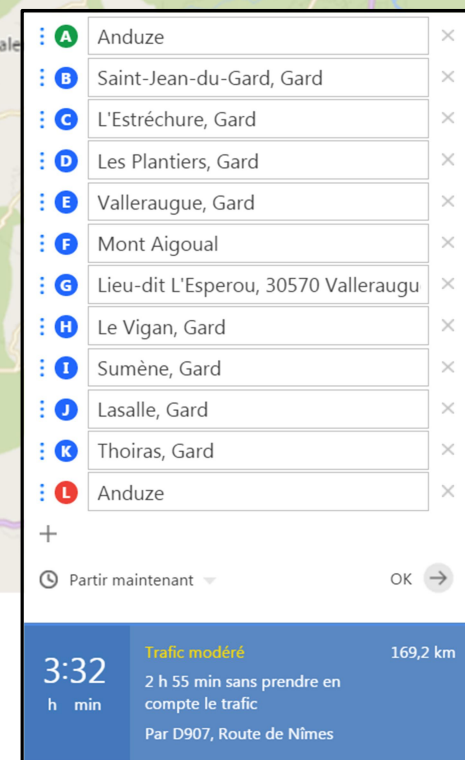 ale
A Anduze
B Saint-Jean-du-Gard, Gard
C L'Estréchure, Gard
D Les Plantiers, Gard
E Valleraugue, Gard
F Mont Aigoual
G Lieu-dit L'Esperou, 30570 Valleraugu
H Le Vigan, Gard
I Sumène, Gard
J Lasalle, Gard
K Thoiras, Gard
L Anduze
Partir maintenant OK
3:32
h min
Trafic modéré 169,2 km
2 h 55 min sans prendre en
compte le trafic
Par D907, Route de Nîmes